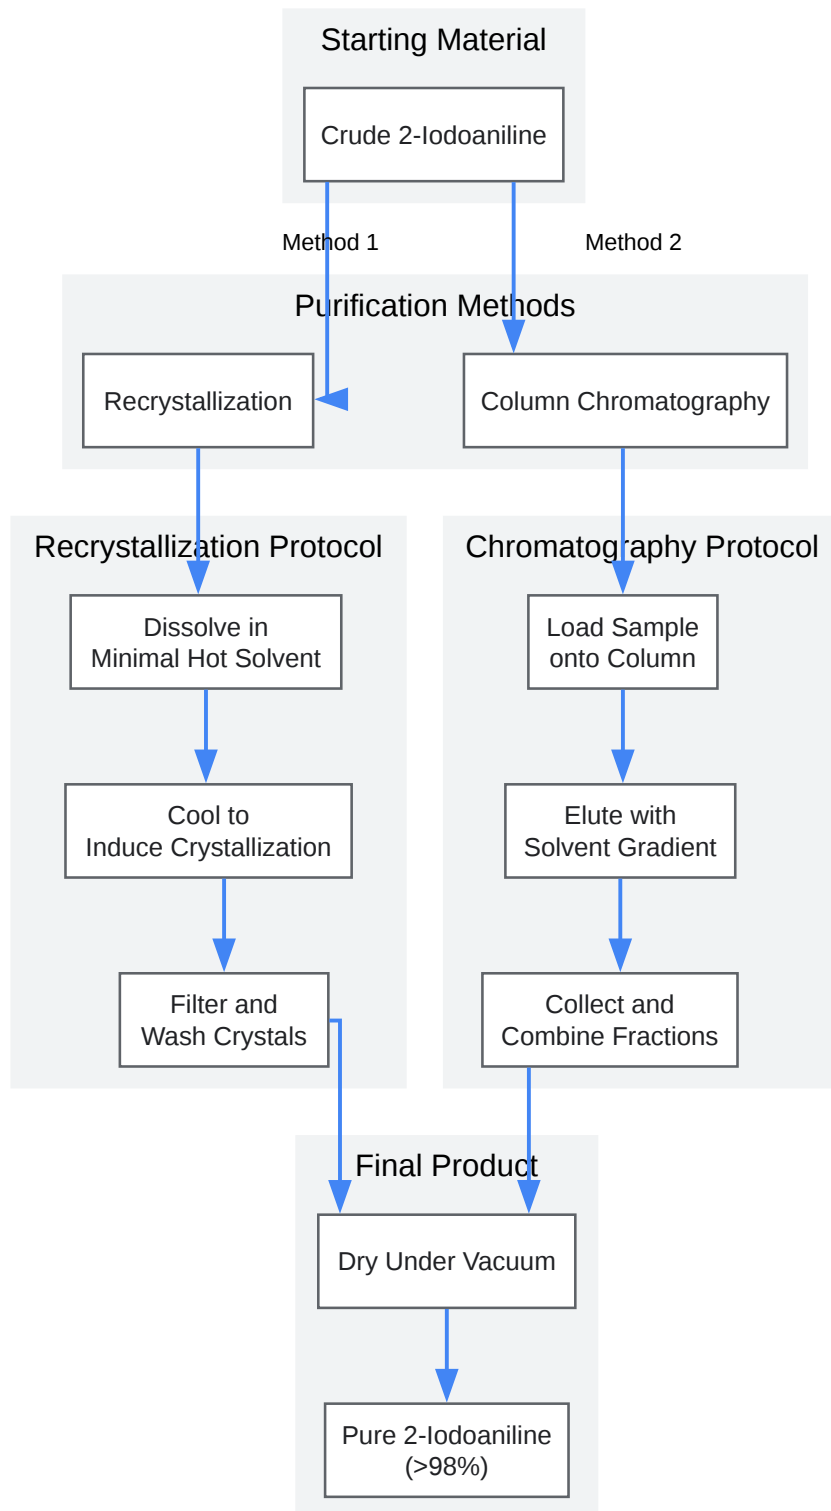 Starting Material
Crude 2-Iodoaniline
Method 1
Method 2
Purification Methods
Recrystallization
Column Chromatography
Recrystallization Protocol
Dissolve in
Minimal Hot Solvent
Cool to
Induce Crystallization
Filter and
Wash Crystals
Chromatography Protocol
Load Sample
onto Column
Elute with
Solvent Gradient
Collect and
Combine Fractions
Final Product
Dry Under Vacuum
Pure 2-Iodoaniline
(>98%)